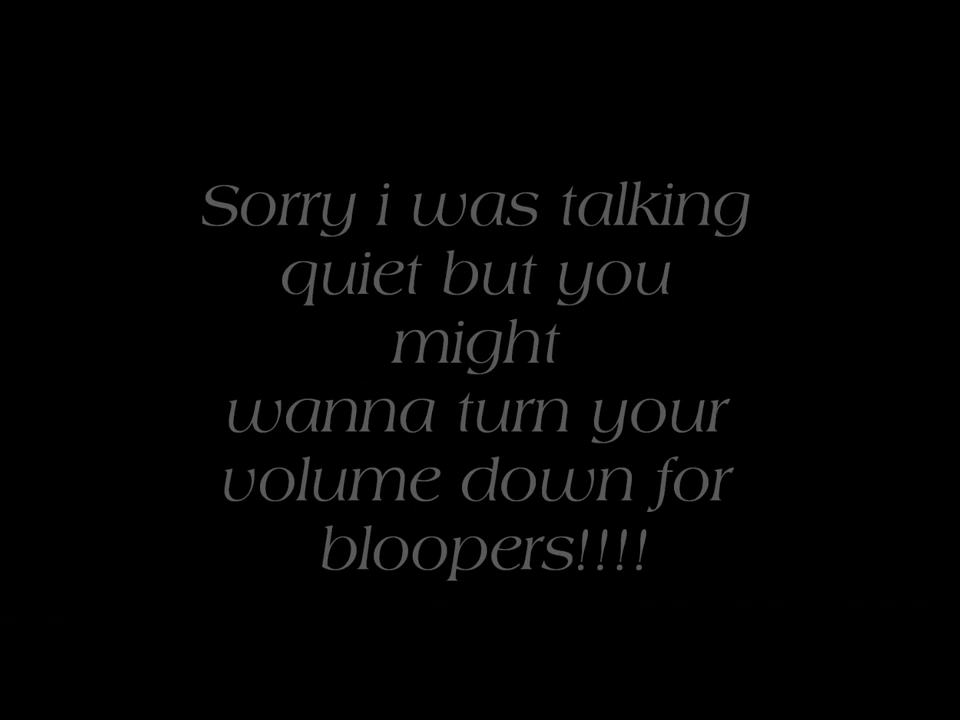 Sorry i was talking
quiet but you
might
wanna turn your
volume down for
bloopers!!!!